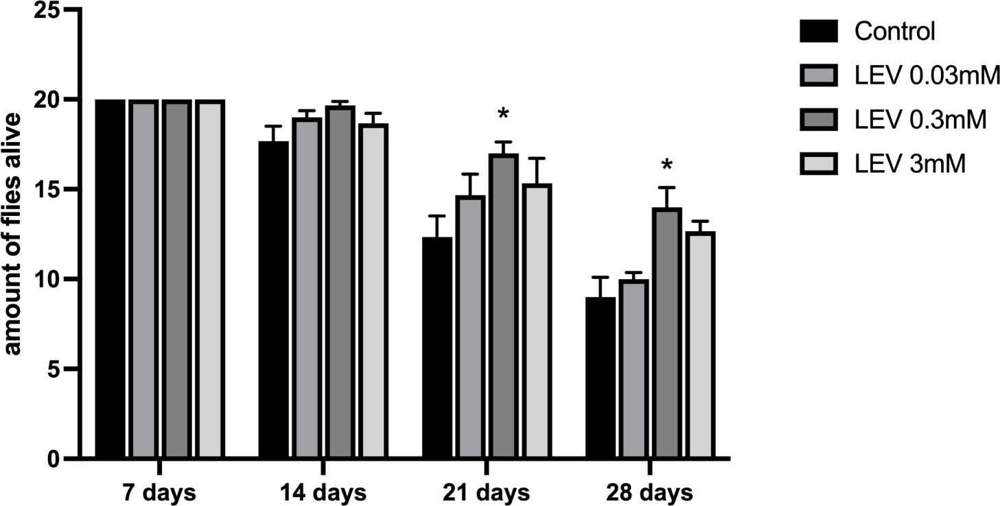 amount of flies alive
25
20
15
10
5
0
*
*
7 days
14 days
21 days
28 days
Control
LEV 0.03mM
LEV 0.3mM
LEV 3mM